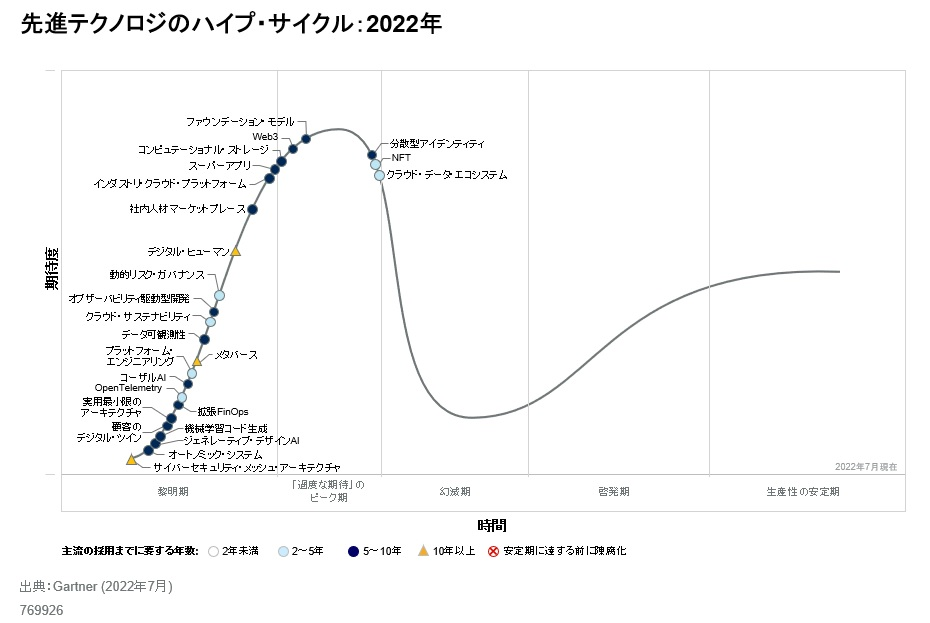 先進テクノロジのハイプ・サイクル：2022年
ファウンデーション・モデル
Web3
コンピュテーショナル・ストレージ
スーパーアプリ
インダストリ・クラウド・プラットフォーム
社内人材マーケットプレース
デジタル・ヒューマン
動的リスク・ガバナンス
オブザーバビリティ駆動型開発
クラウド・サステナビリティ
データ可観測性
プラットフォーム・
エンジニアリング
メタバース
コーザルAI
OpenTelemetry
実用最小限の
アーキテクチャ
拡張FinOps
顧客の
デジタル・ツイン
機械学習コード生成
ジェネレーティブ・デザインAI
オートノミック・システム
サイバーセキュリティ・メッシュ・アーキテクチャ
分散型アイデンティティ
NFT
クラウド・データ・エコシステム
期待度
2022年7月現在
黎明期
「過度な期待」の
ピーク期
幻滅期
啓発期
生産性の安定期
時間
主流の採用までに要する年数：
2年未満
2〜5年
5〜10年
10年以上
安定期に達する前に陳腐化
出典：Gartner (2022年7月)
769926